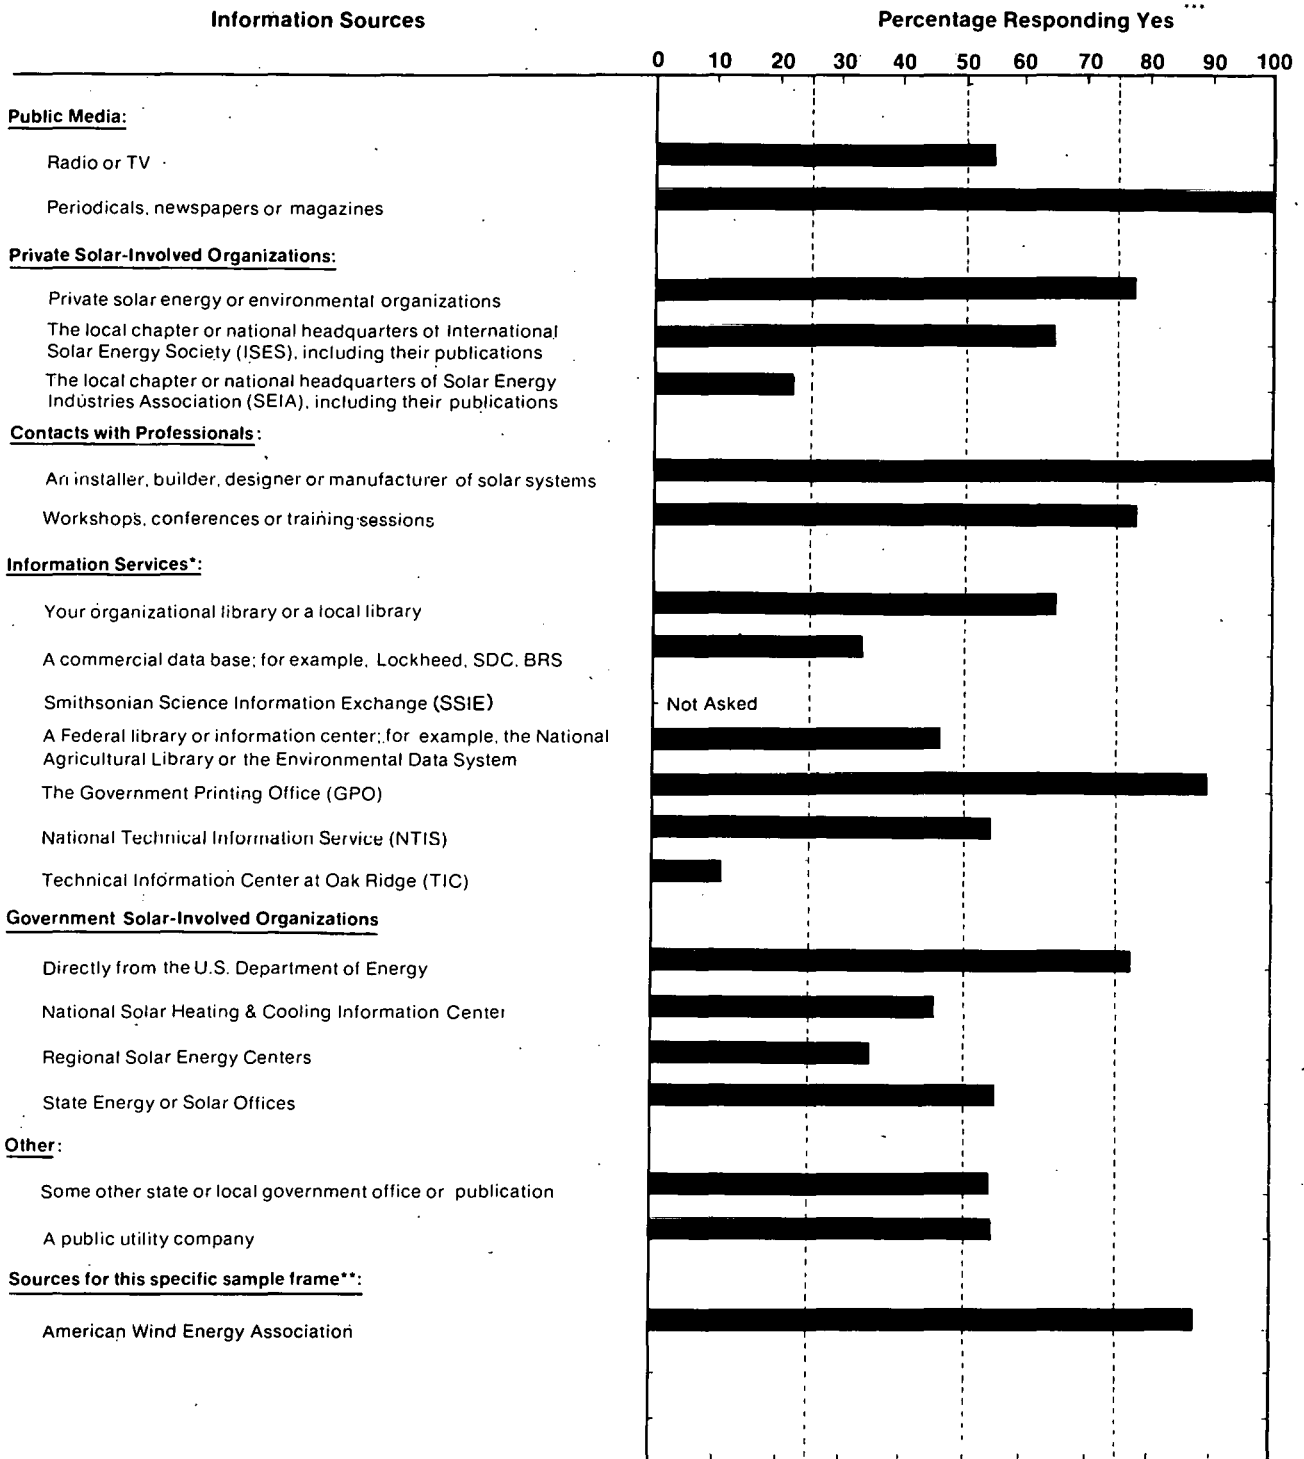 Information Sources
Percentage Responding Yes ***
0 10 20 30 40 50 60 70 80 90 100
Public Media:
Radio or TV
Periodicals, newspapers or magazines
Private Solar-Involved Organizations:
Private solar energy or environmental organizations
The local chapter or national headquarters of International
Solar Energy Society (ISES), including their publications
The local chapter or national headquarters of Solar Energy
Industries Association (SEIA), including their publications
Contacts with Professionals:
An installer, builder, designer or manufacturer of solar systems
Workshops, conferences or training sessions
Information Services*:
Your organizational library or a local library
A commercial data base; for example, Lockheed, SDC, BRS
Smithsonian Science Information Exchange (SSIE)
Not Asked
A Federal library or information center; for example, the National
Agricultural Library or the Environmental Data System
The Government Printing Office (GPO)
National Technical Information Service (NTIS)
Technical Information Center at Oak Ridge (TIC)
Government Solar-Involved Organizations
Directly from the U.S. Department of Energy
National Solar Heating & Cooling Information Center
Regional Solar Energy Centers
State Energy or Solar Offices
Other:
Some other state or local government office or publication
A public utility company
Sources for this specific sample frame**:
American Wind Energy Association